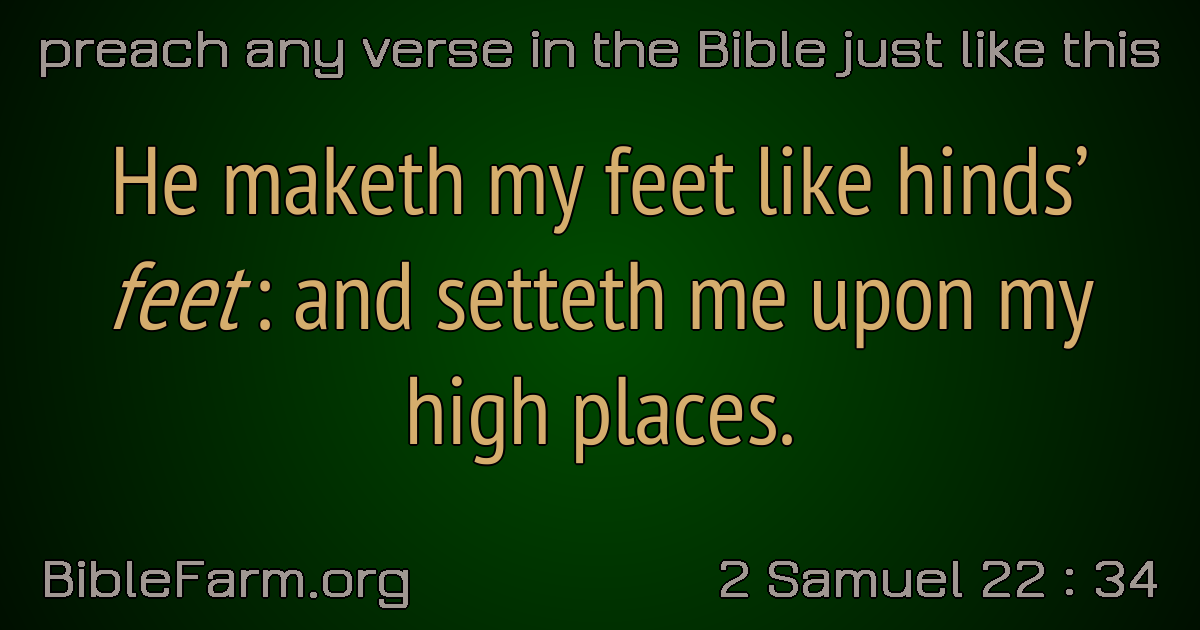 preach any verse in the Bible just like this
He maketh my feet like hinds’
feet: and setteth me upon my
high places.
BibleFarm.org
2 Samuel 22 : 34